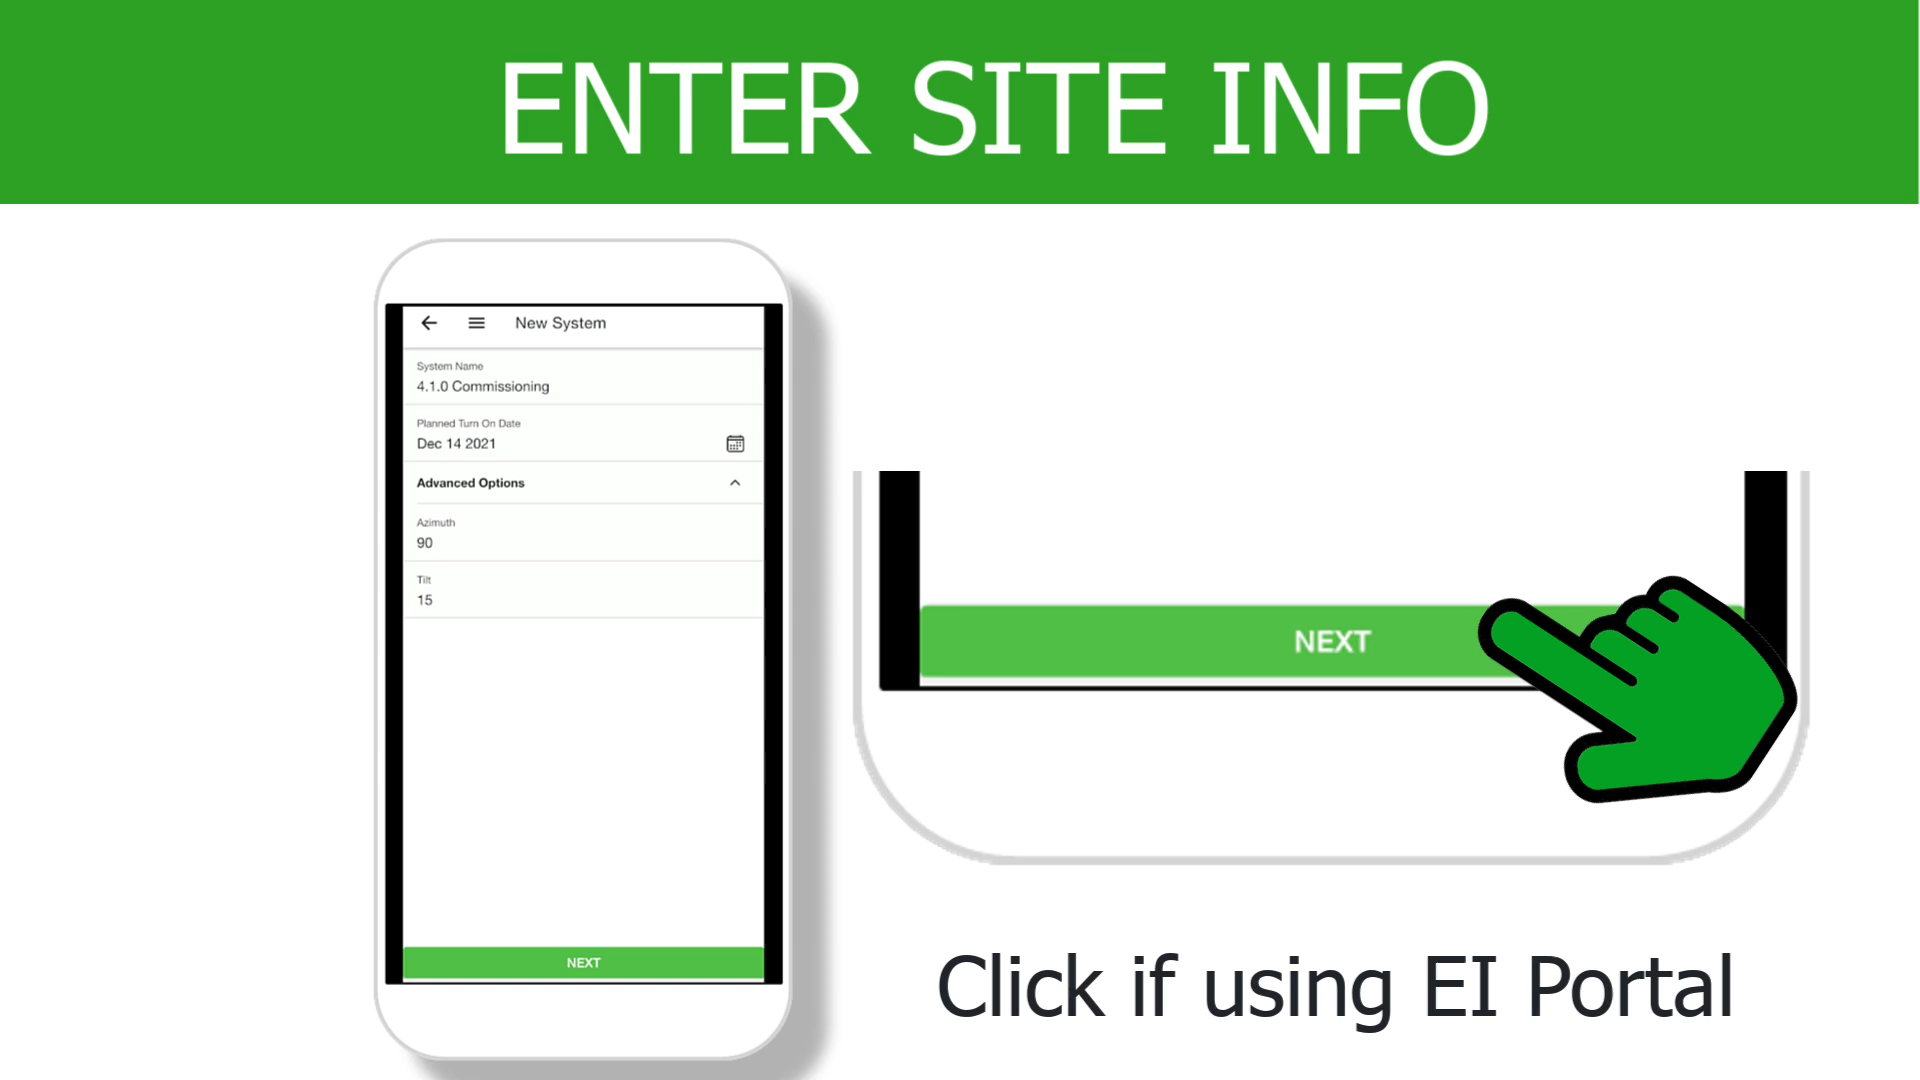 ENTER SITE INFO
New System
System Name
4.1.0 Commissioning
Planned Turn On Date
Dec 14 2021
Advanced Options
Azimuth
90
Tilt
15
NEXT
NEXT
Click if using EI Portal